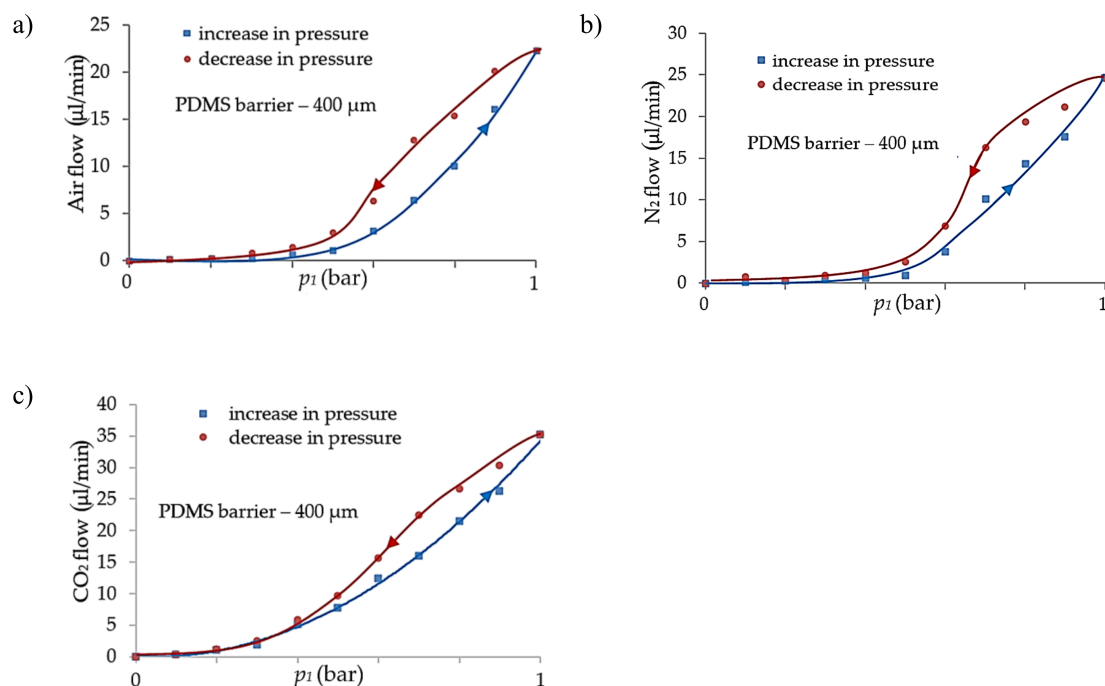 a)
25
20
15
10
5
0
Air flow (µl/min)
increase in pressure
decrease in pressure
PDMS barrier – 400 µm
0
p1 (bar)
1
b)
30
25
20
15
10
5
0
N2 flow (µl/min)
increase in pressure
decrease in pressure
PDMS barrier – 400 µm
0
p1 (bar)
1
c)
40
35
30
25
20
15
10
5
0
CO2 flow (µl/min)
increase in pressure
decrease in pressure
PDMS barrier – 400 µm
0
p1 (bar)
1